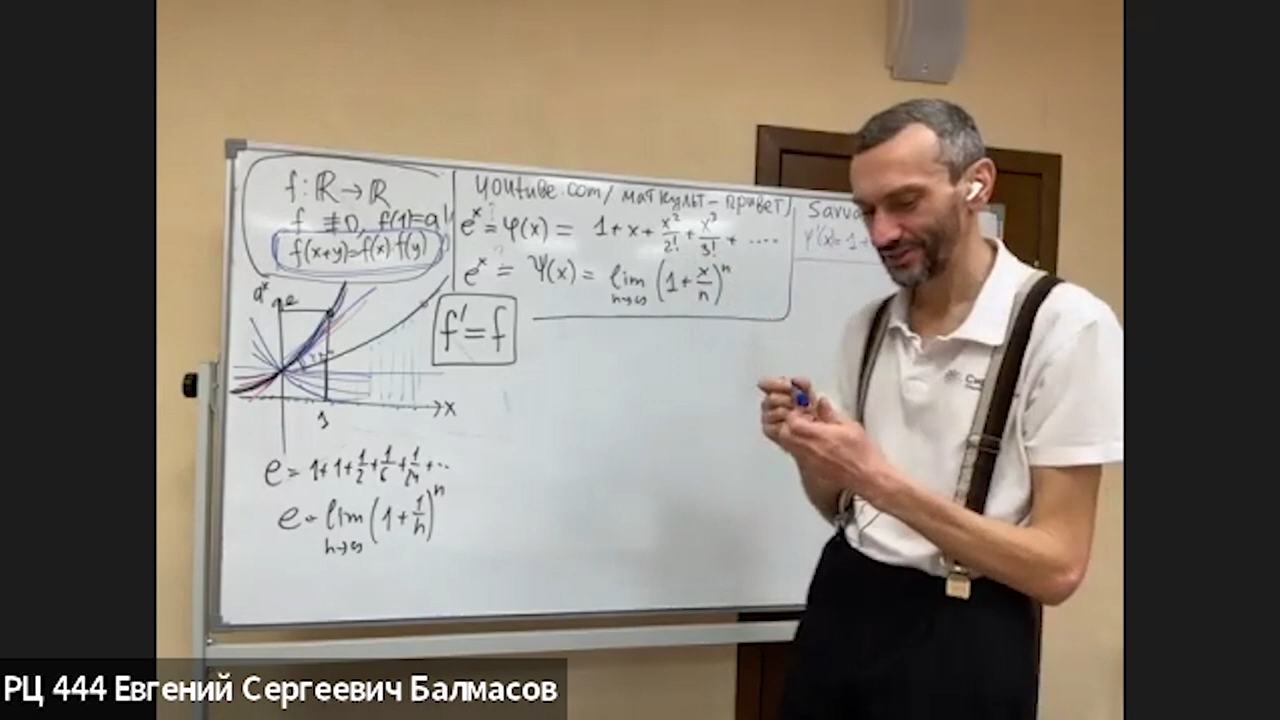 f : ℝ → ℝ
f ≢ 0, f(1)=a
f(x+y)=f(x) f(y)
youtube.com/маткульт-привет
eˣ = φ(x) = 1 + x + x²/2! + x³/3! + ....
eˣ = Ψ(x) = lim n→∞ (1 + x/n)ⁿ
f' = f
aˣ
e
1
x
e = 1 + 1 + 1/2 + 1/6 + 1/24 + ..
e = lim n→∞ (1 + 1/n)ⁿ
РЦ 444 Евгений Сергеевич Балмасов